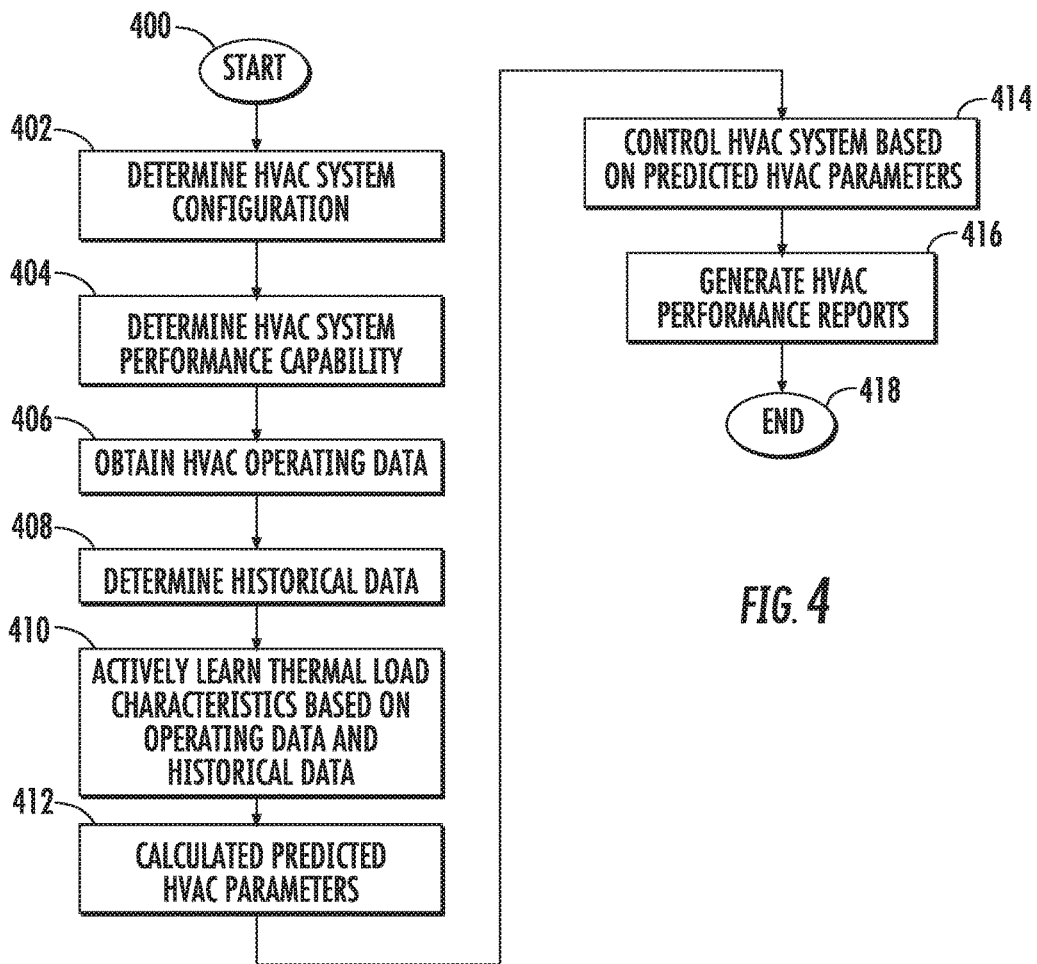 400
START
402
DETERMINE HVAC SYSTEM
CONFIGURATION
404
DETERMINE HVAC SYSTEM
PERFORMANCE CAPABILITY
406
OBTAIN HVAC OPERATING DATA
408
DETERMINE HISTORICAL DATA
410
ACTIVELY LEARN THERMAL LOAD
CHARACTERISTICS BASED ON
OPERATING DATA AND
HISTORICAL DATA
412
CALCULATED PREDICTED
HVAC PARAMETERS
414
CONTROL HVAC SYSTEM BASED
ON PREDICTED HVAC PARAMETERS
416
GENERATE HVAC
PERFORMANCE REPORTS
418
END
FIG. 4